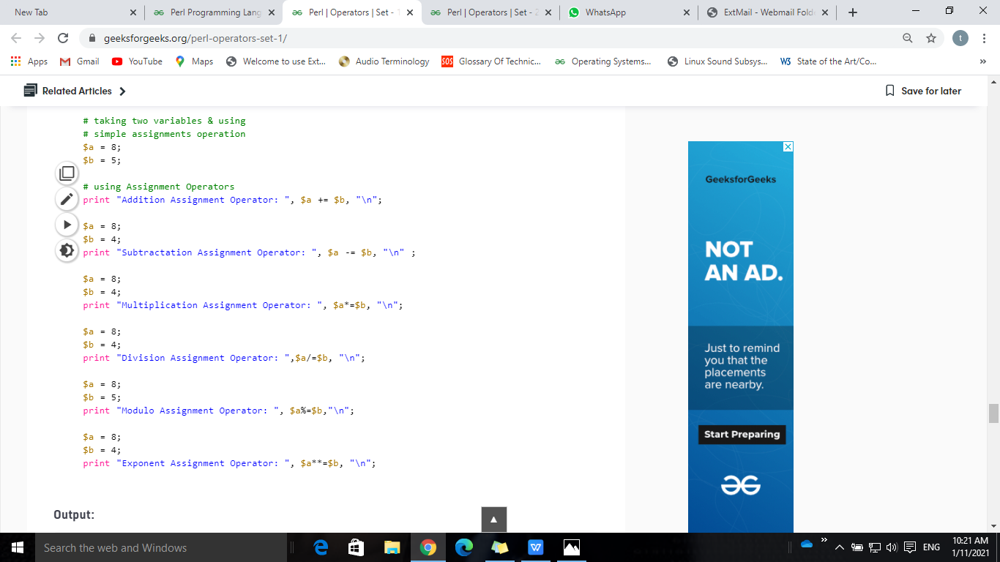 New Tab
Perl Programming Lang
Perl | Operators | Set - 1
Perl | Operators | Set - 2
WhatsApp
ExtMail - Webmail Fold
geeksforgeeks.org/perl-operators-set-1/
t
Apps
Gmail
YouTube
Maps
Welcome to use Ext...
Audio Terminology
SOS
Glossary Of Technic...
Operating Systems...
Linux Sound Subsys...
W3
State of the Art/Co...
»
Related Articles
Save for later
# taking two variables & using
# simple assignments operation
$a = 8;
$b = 5;
# using Assignment Operators
print "Addition Assignment Operator: ", $a += $b, "\n";
$a = 8;
$b = 4;
print "Subtractation Assignment Operator: ", $a -= $b, "\n" ;
$a = 8;
$b = 4;
print "Multiplication Assignment Operator: ", $a*=$b, "\n";
$a = 8;
$b = 4;
print "Division Assignment Operator: ",$a/=$b, "\n";
$a = 8;
$b = 5;
print "Modulo Assignment Operator: ", $a%=$b,"\n";
$a = 8;
$b = 4;
print "Exponent Assignment Operator: ", $a**=$b, "\n";
Output:
GeeksforGeeks
NOT
AN AD.
Just to remind
you that the
placements
are nearby.
Start Preparing
Search the web and Windows
W
ENG
10:21 AM
1/11/2021